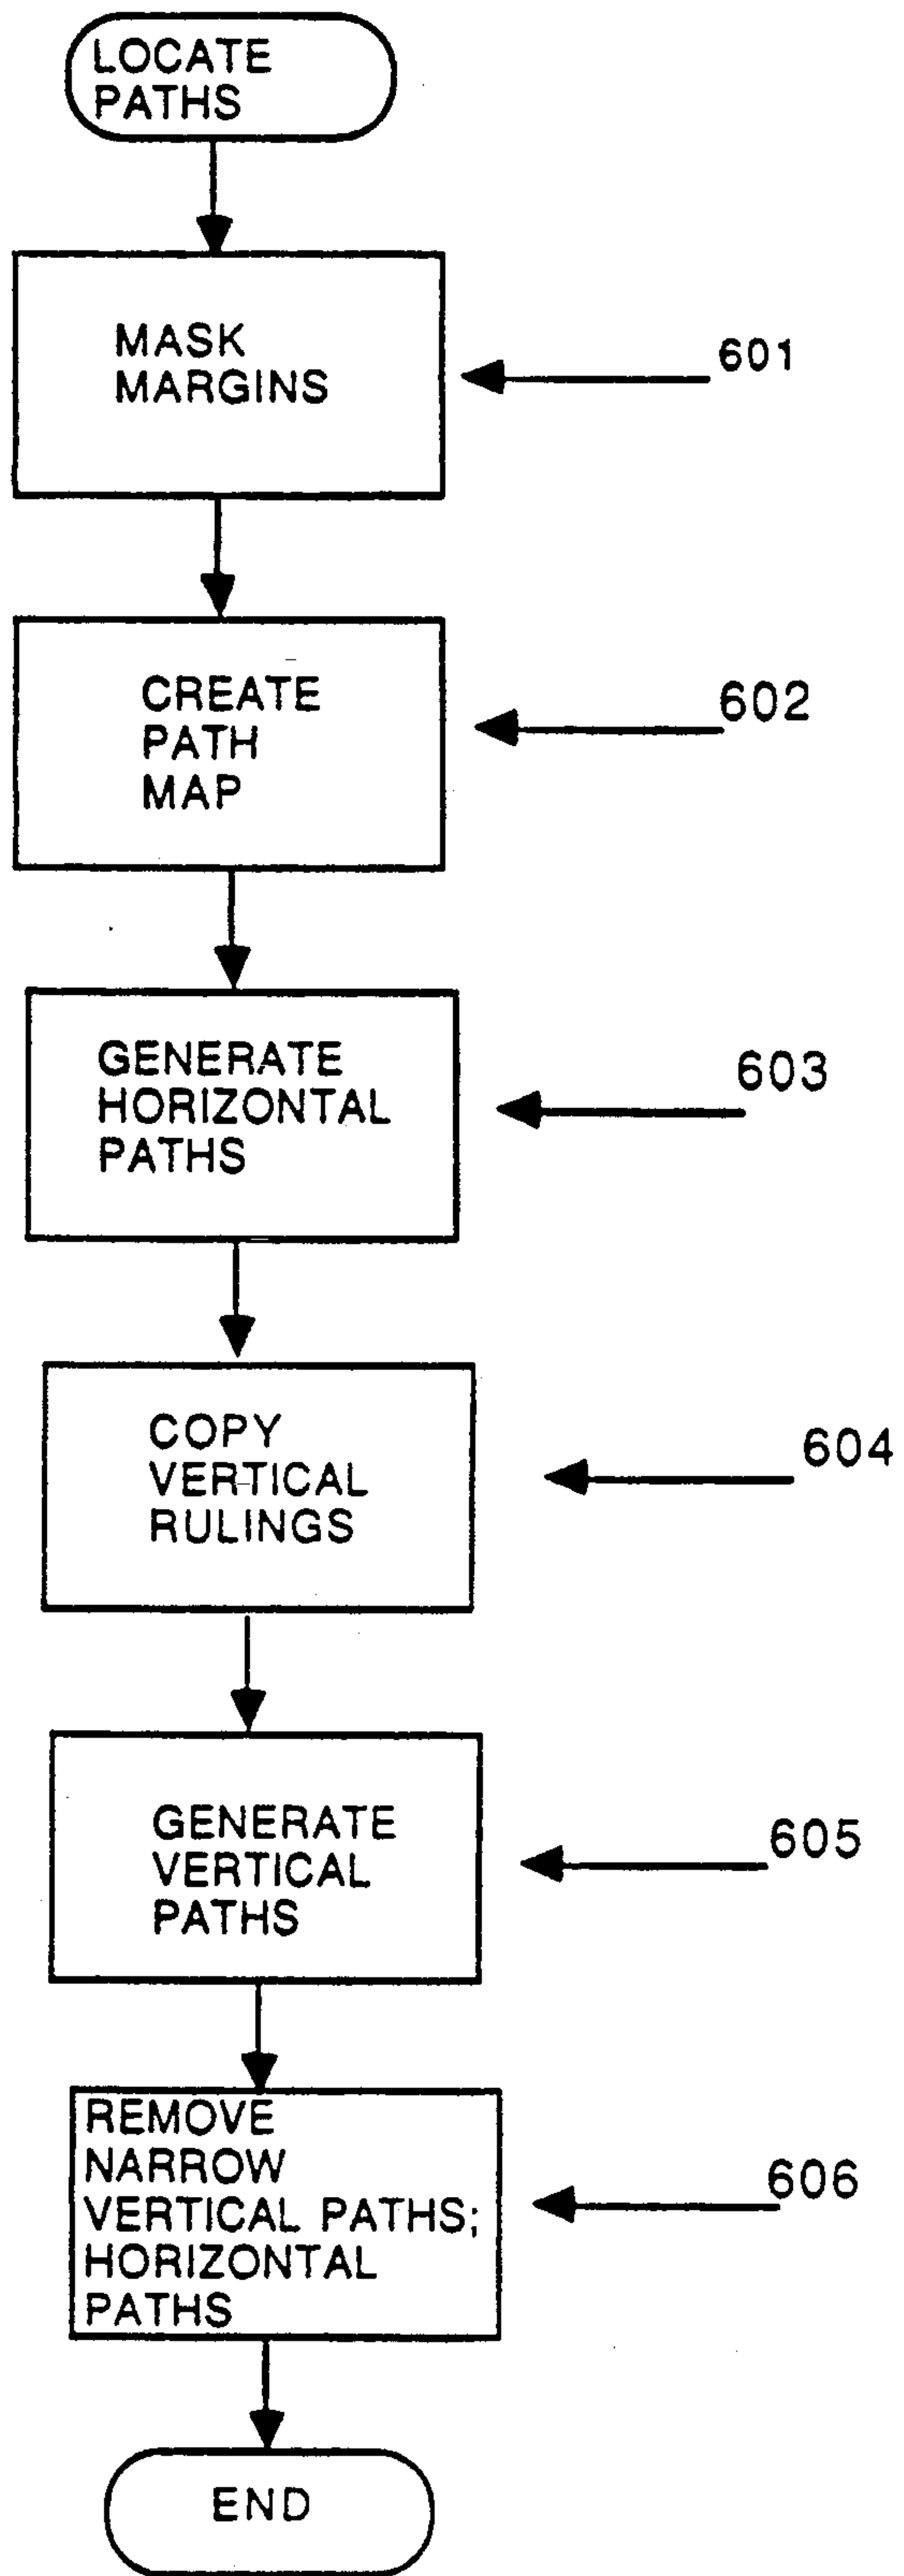 LOCATE
PATHS
MASK
MARGINS
601
CREATE
PATH
MAP
602
GENERATE
HORIZONTAL
PATHS
603
COPY
VERTICAL
RULINGS
604
GENERATE
VERTICAL
PATHS
605
REMOVE
NARROW
VERTICAL PATHS;
HORIZONTAL
PATHS
606
END